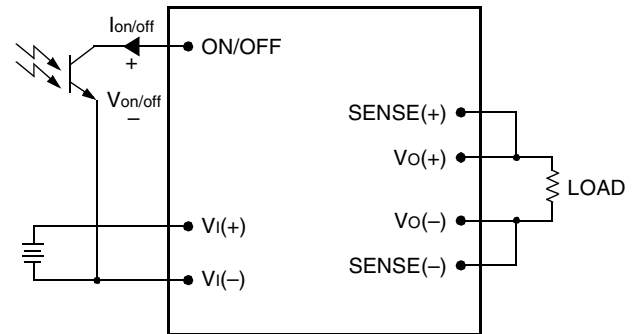 Ion/off
+
Von/off
–
ON/OFF
SENSE(+)
VO(+)
LOAD
VO(–)
SENSE(–)
VI(+)
VI(–)